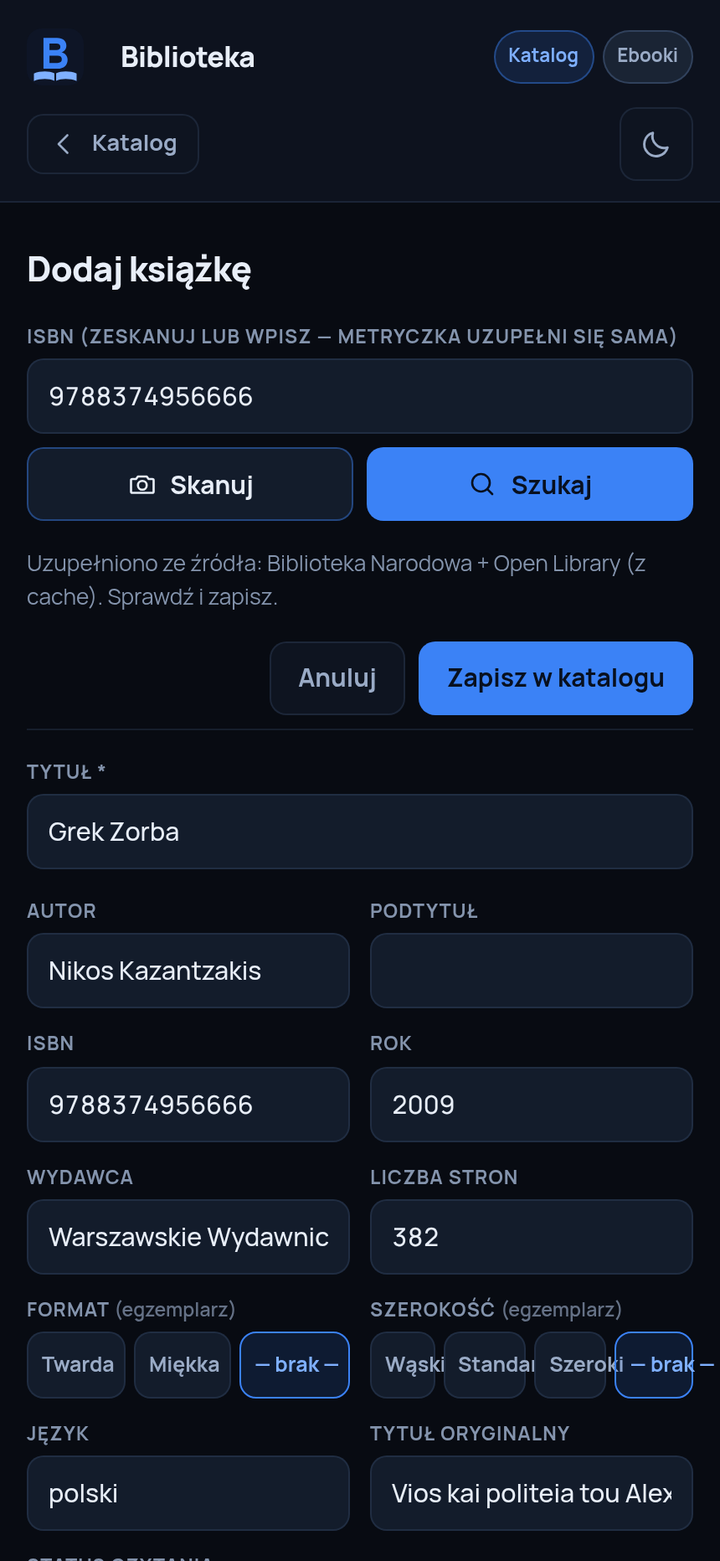 B
Biblioteka
Katalog
Ebooki
Katalog
Dodaj książkę
ISBN (ZESKANUJ LUB WPISZ — METRYCZKA UZUPEŁNI SIĘ SAMA)
9788374956666
Skanuj
Szukaj
Uzupełniono ze źródła: Biblioteka Narodowa + Open Library (z
cache). Sprawdź i zapisz.
Anuluj
Zapisz w katalogu
TYTUŁ *
Grek Zorba
AUTOR
PODTYTUŁ
Nikos Kazantzakis
ISBN
ROK
9788374956666
2009
WYDAWCA
LICZBA STRON
Warszawskie Wydawnic
382
FORMAT (egzemplarz)
SZEROKOŚĆ (egzemplarz)
Twarda
Miękka
— brak —
Wąski
Standar
Szeroki
— brak —
JĘZYK
TYTUŁ ORYGINALNY
polski
Vios kai politeia tou Alex
STATUS CZYTANIA